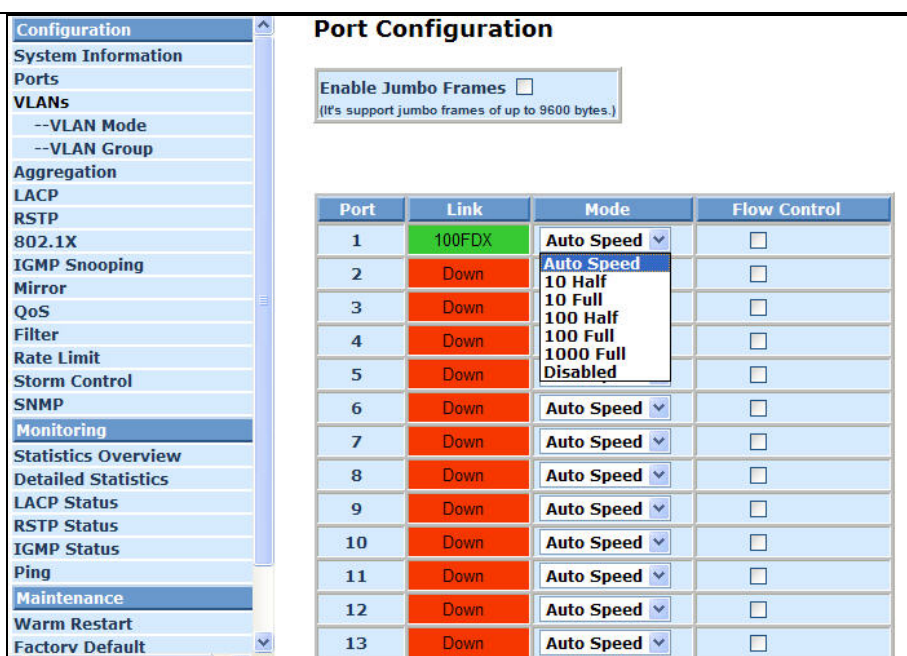 Configuration
System Information
Ports
VLANs
--VLAN Mode
--VLAN Group
Aggregation
LACP
RSTP
802.1X
IGMP Snooping
Mirror
QoS
Filter
Rate Limit
Storm Control
SNMP
Monitoring
Statistics Overview
Detailed Statistics
LACP Status
RSTP Status
IGMP Status
Ping
Maintenance
Warm Restart
Factory Default
Port Configuration
Enable Jumbo Frames
(It's support jumbo frames of up to 9600 bytes.)
Port Link Mode Flow Control
1 100FDX Auto Speed
Auto Speed
10 Half
10 Full
100 Half
100 Full
1000 Full
Disabled
2 Down
3 Down
4 Down
5 Down
6 Down Auto Speed
7 Down Auto Speed
8 Down Auto Speed
9 Down Auto Speed
10 Down Auto Speed
11 Down Auto Speed
12 Down Auto Speed
13 Down Auto Speed